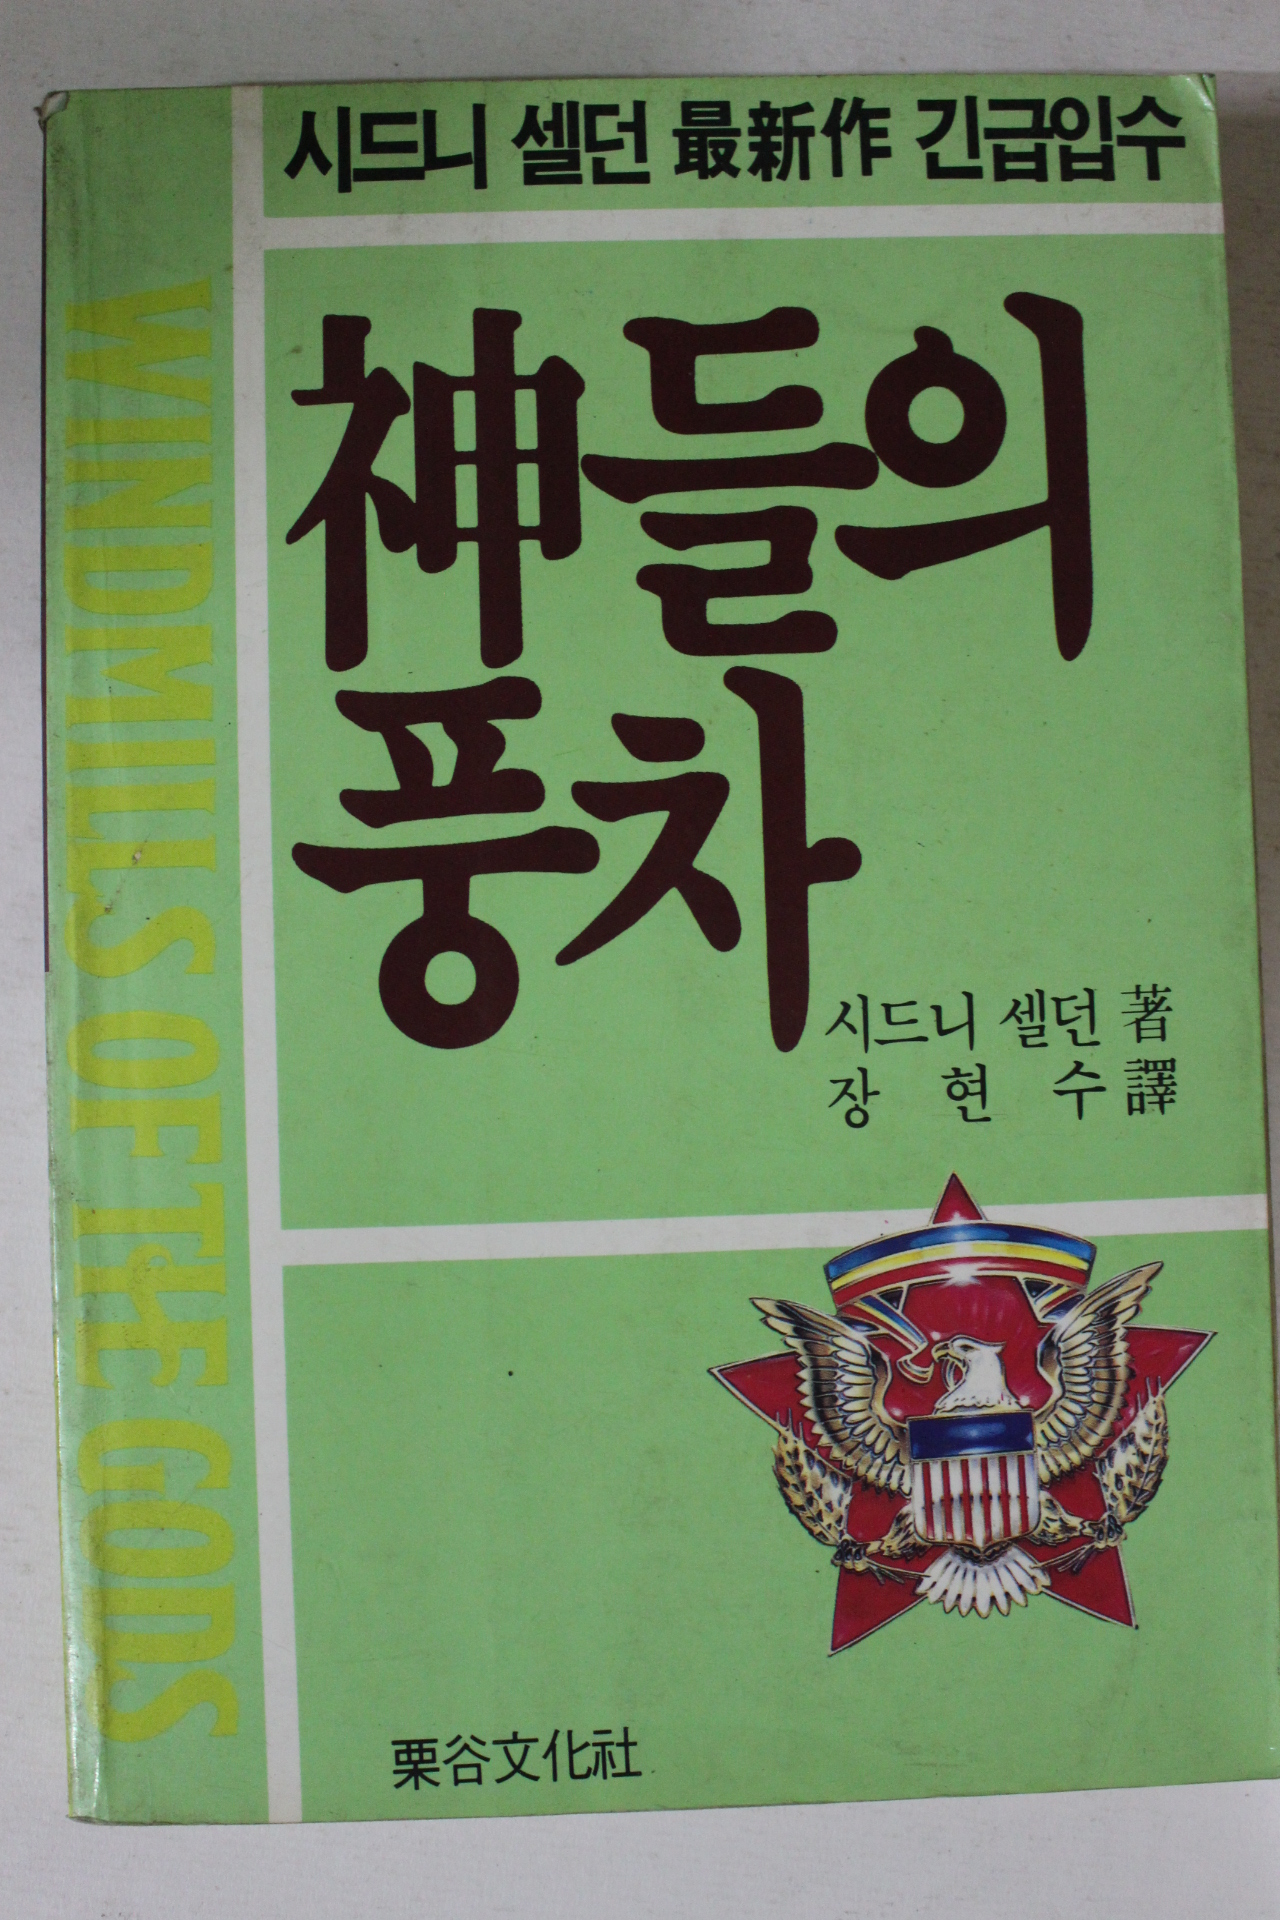 시드니 셀던 最新作 긴급입수
神들의
풍차
시드니 셀던 著
장 현 수 譯
WINDMILLS OF THE GODS
栗谷文化社